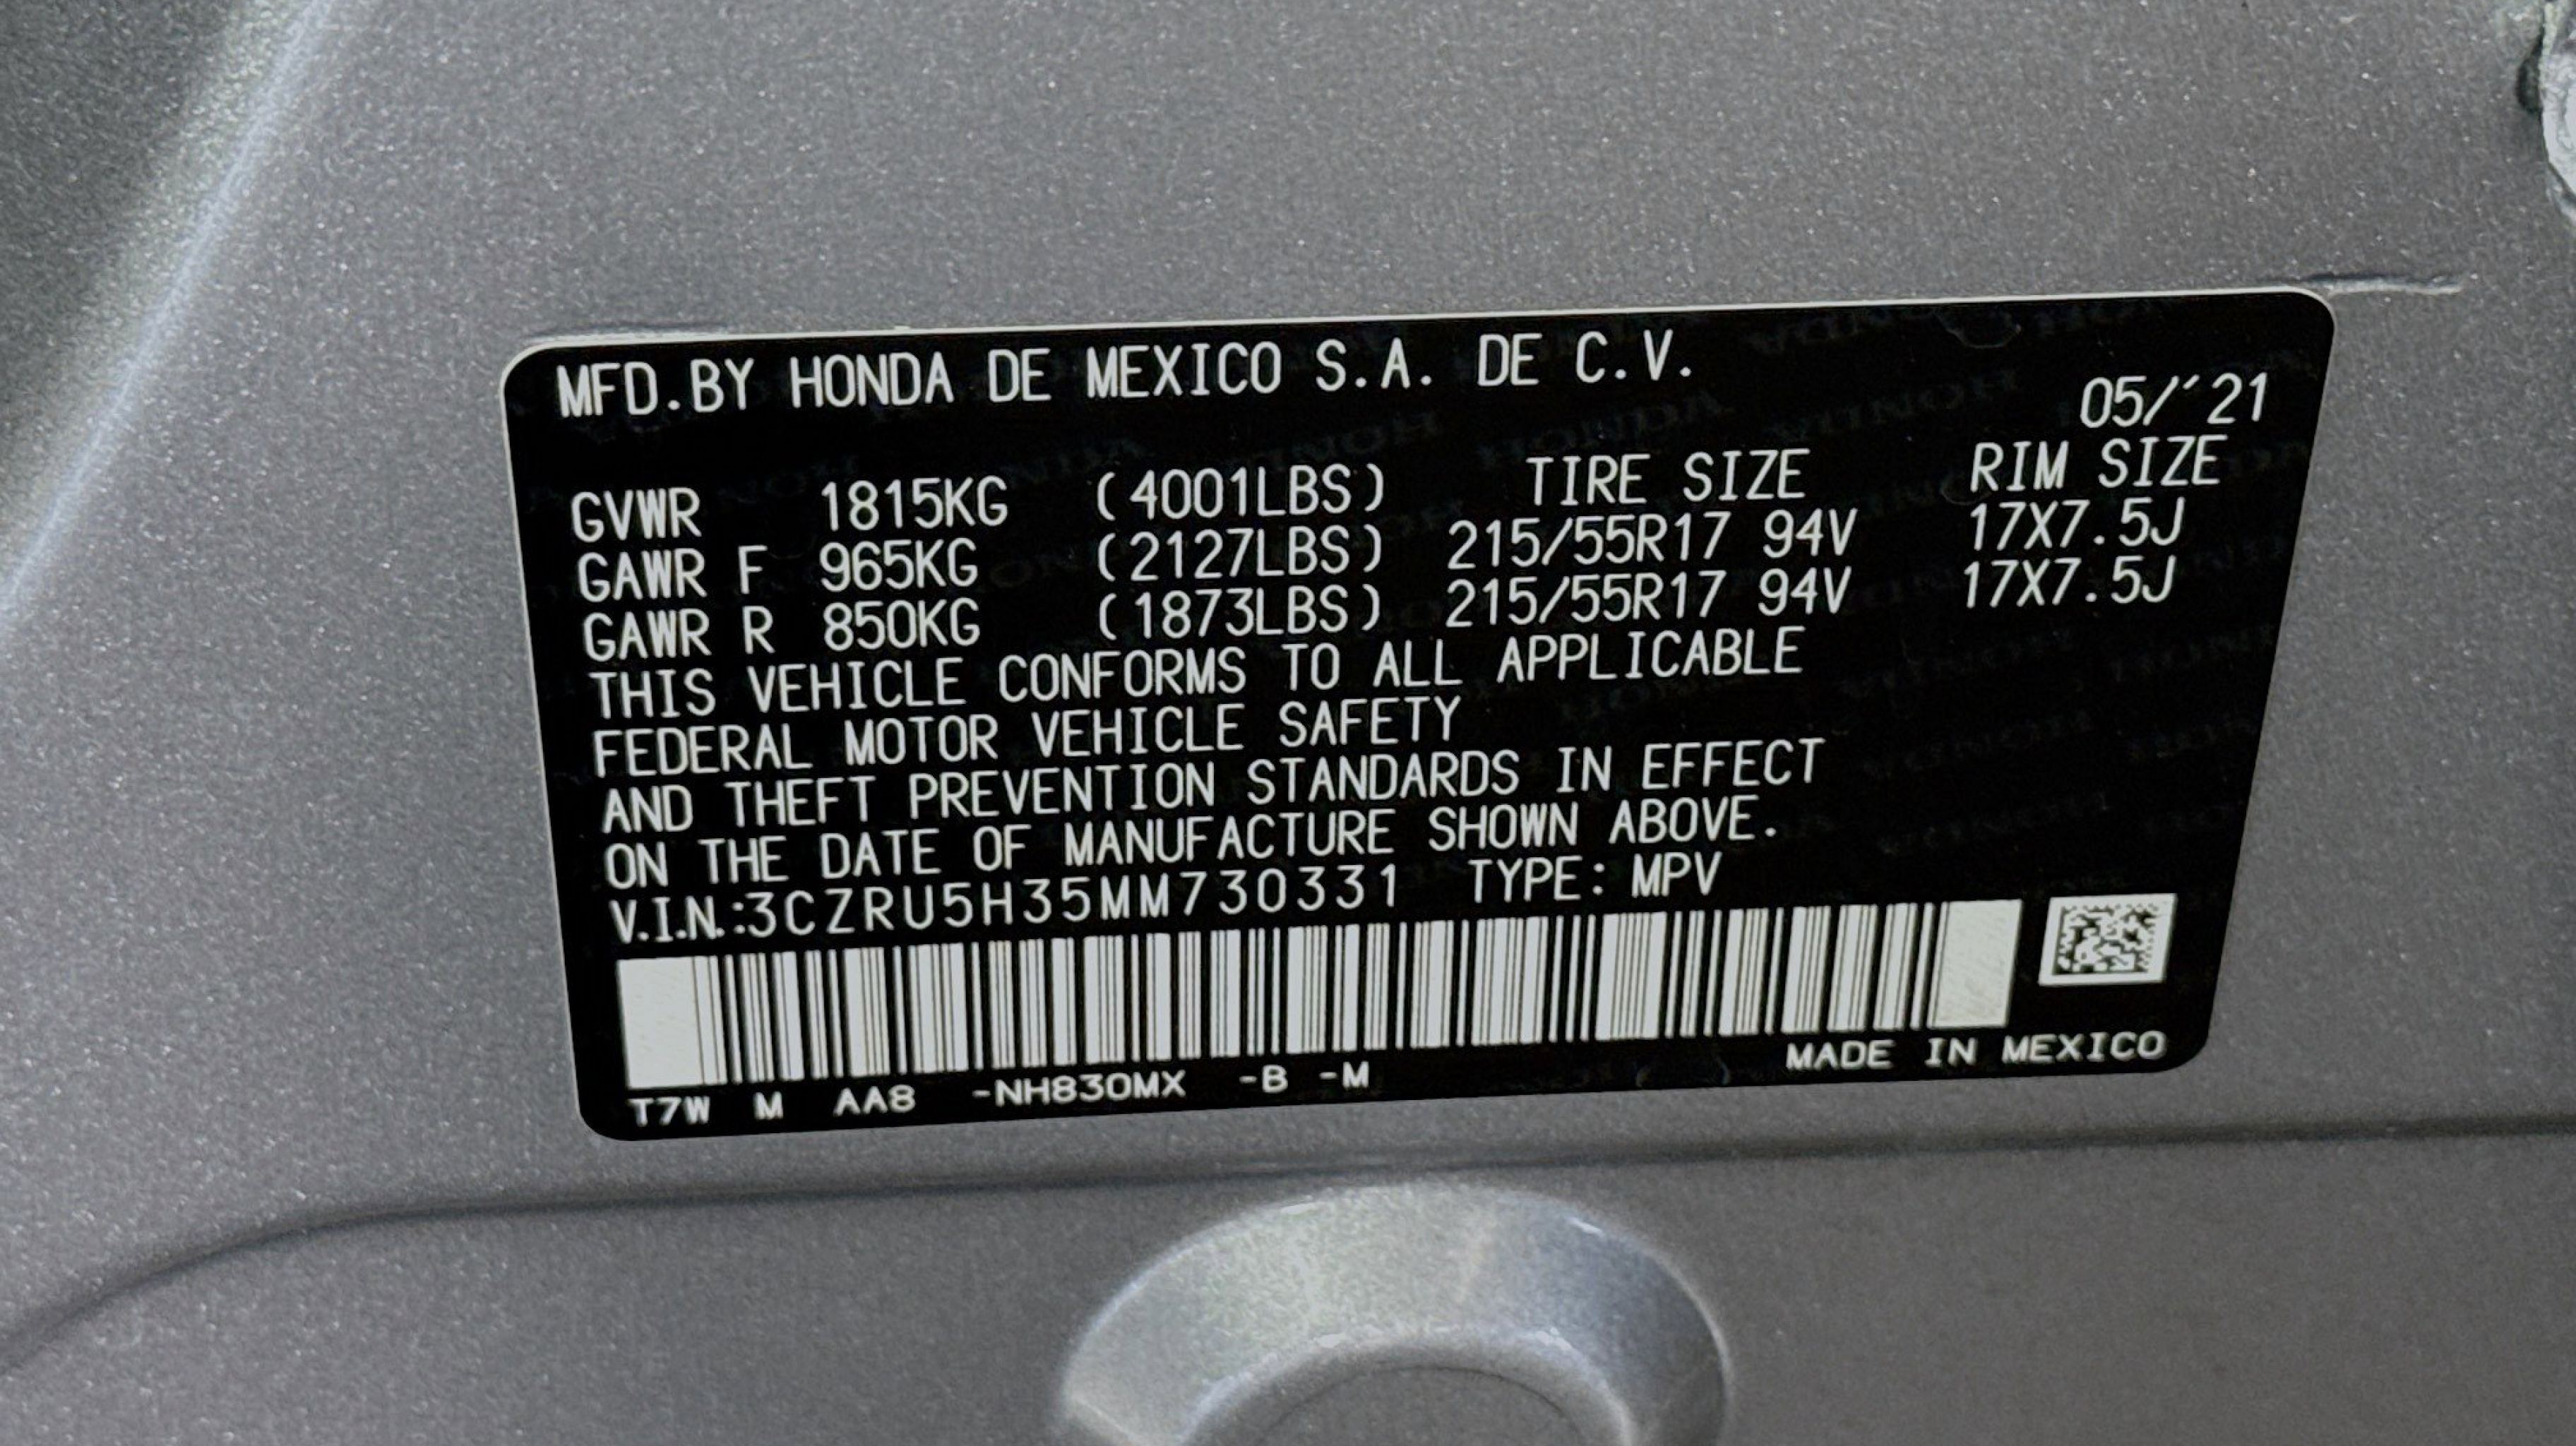 MFD.BY HONDA DE MEXICO S.A. DE C.V.
05/´21
GVWR 1815KG (4001LBS) TIRE SIZE RIM SIZE
GAWR F 965KG (2127LBS) 215/55R17 94V 17X7.5J
GAWR R 850KG (1873LBS) 215/55R17 94V 17X7.5J
THIS VEHICLE CONFORMS TO ALL APPLICABLE
FEDERAL MOTOR VEHICLE SAFETY
AND THEFT PREVENTION STANDARDS IN EFFECT
ON THE DATE OF MANUFACTURE SHOWN ABOVE.
V.I.N.:3CZRU5H35MM730331 TYPE: MPV
MADE IN MEXICO
T7W M AA8 -NH830MX -B -M